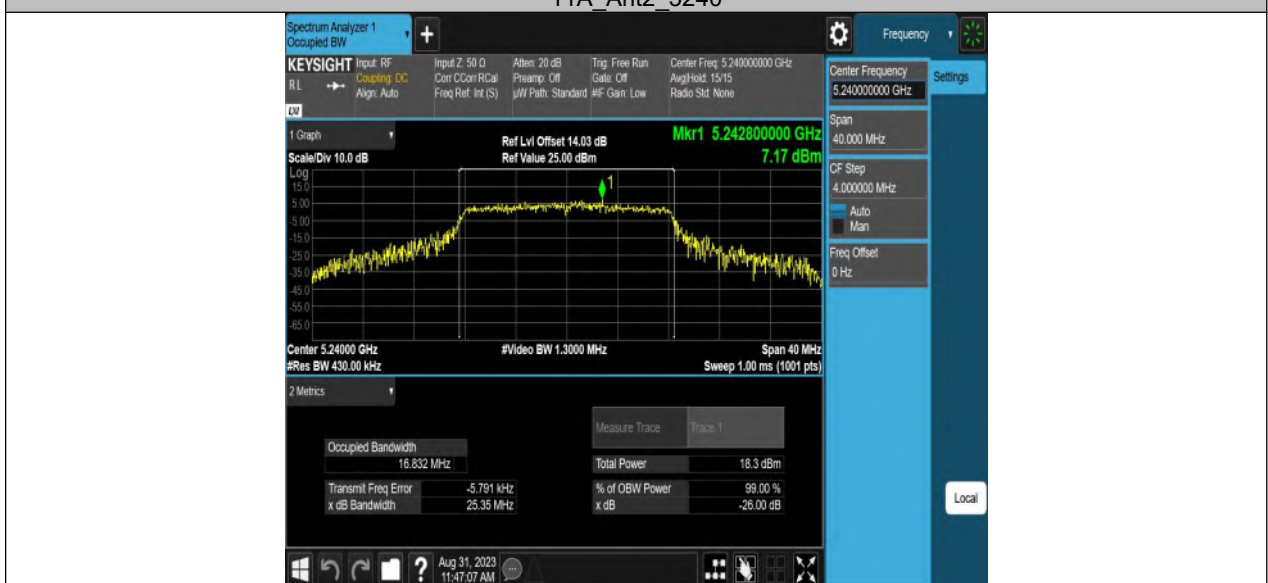 11A_Ant2_5240
Spectrum Analyzer 1
Occupied BW
Frequency
KEYSIGHT
Input: RF
Coupling: DC
Align: Auto
RL
Input Z: 50 Ω
Corr CCorr RCal
Freq Ref: Int (S)
Atten: 20 dB
Preamp: Off
µW Path: Standard
Trig: Free Run
Gate: Off
#IF Gain: Low
Center Freq: 5.240000000 GHz
Avg|Hold: 15/15
Radio Std: None
LXI
Center Frequency
5.240000000 GHz
Settings
Span
40.000 MHz
CF Step
4.000000 MHz
Auto
Man
Freq Offset
0 Hz
Local
1 Graph
Scale/Div 10.0 dB
Ref Lvl Offset 14.03 dB
Ref Value 25.00 dBm
Mkr1 5.242800000 GHz
7.17 dBm
Log
15.0
5.00
-5.00
-15.0
-25.0
-35.0
-45.0
-55.0
-65.0
1
Center 5.24000 GHz
#Video BW 1.3000 MHz
Span 40 MHz
#Res BW 430.00 kHz
Sweep 1.00 ms (1001 pts)
2 Metrics
Measure Trace
Trace 1
Occupied Bandwidth
16.832 MHz
Total Power
18.3 dBm
Transmit Freq Error
-5.791 kHz
% of OBW Power
99.00 %
x dB Bandwidth
25.35 MHz
x dB
-26.00 dB
?
Aug 31, 2023
11:47:07 AM